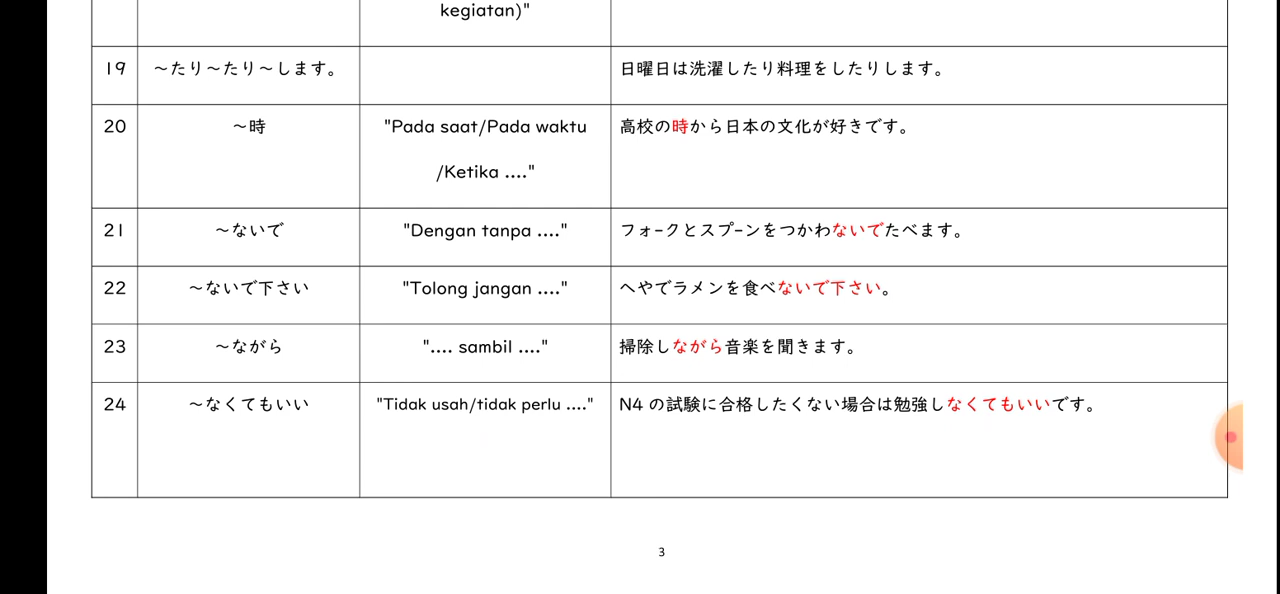 kegiatan)"
19 ～たり～たり～します。 日曜日は洗濯したり料理をしたりします。
20 ～時 "Pada saat/Pada waktu 高校の時から日本の文化が好きです。
/Ketika ...."
21 ～ないで "Dengan tanpa ...." フォークとスプーンをつかわないでたべます。
22 ～ないで下さい "Tolong jangan ...." へやでラメンを食べないで下さい。
23 ～ながら ".... sambil ...." 掃除しながら音楽を聞きます。
24 ～なくてもいい "Tidak usah/tidak perlu ...." N4 の試験に合格したくない場合は勉強しなくてもいいです。
3